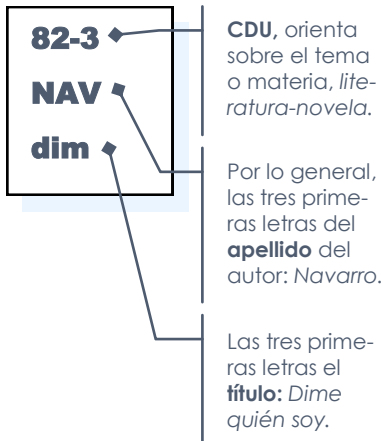 82-3
NAV
dim
CDU, orienta
sobre el tema
o materia, lite-
ratura-novela.
Por lo general,
las tres prime-
ras letras del
apellido del
autor: Navarro.
Las tres prime-
ras letras el
título: Dime
quién soy.